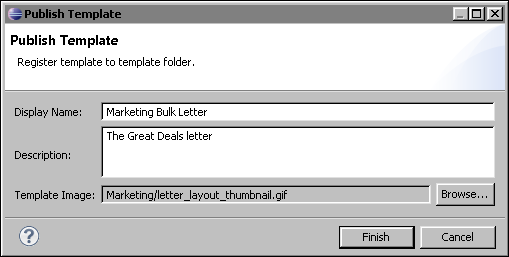 Publish Template
Publish Template
Register template to template folder.
Display Name: Marketing Bulk Letter
Description: The Great Deals letter
Template Image: Marketing/letter_layout_thumbnail.gif Browse...
? Finish Cancel